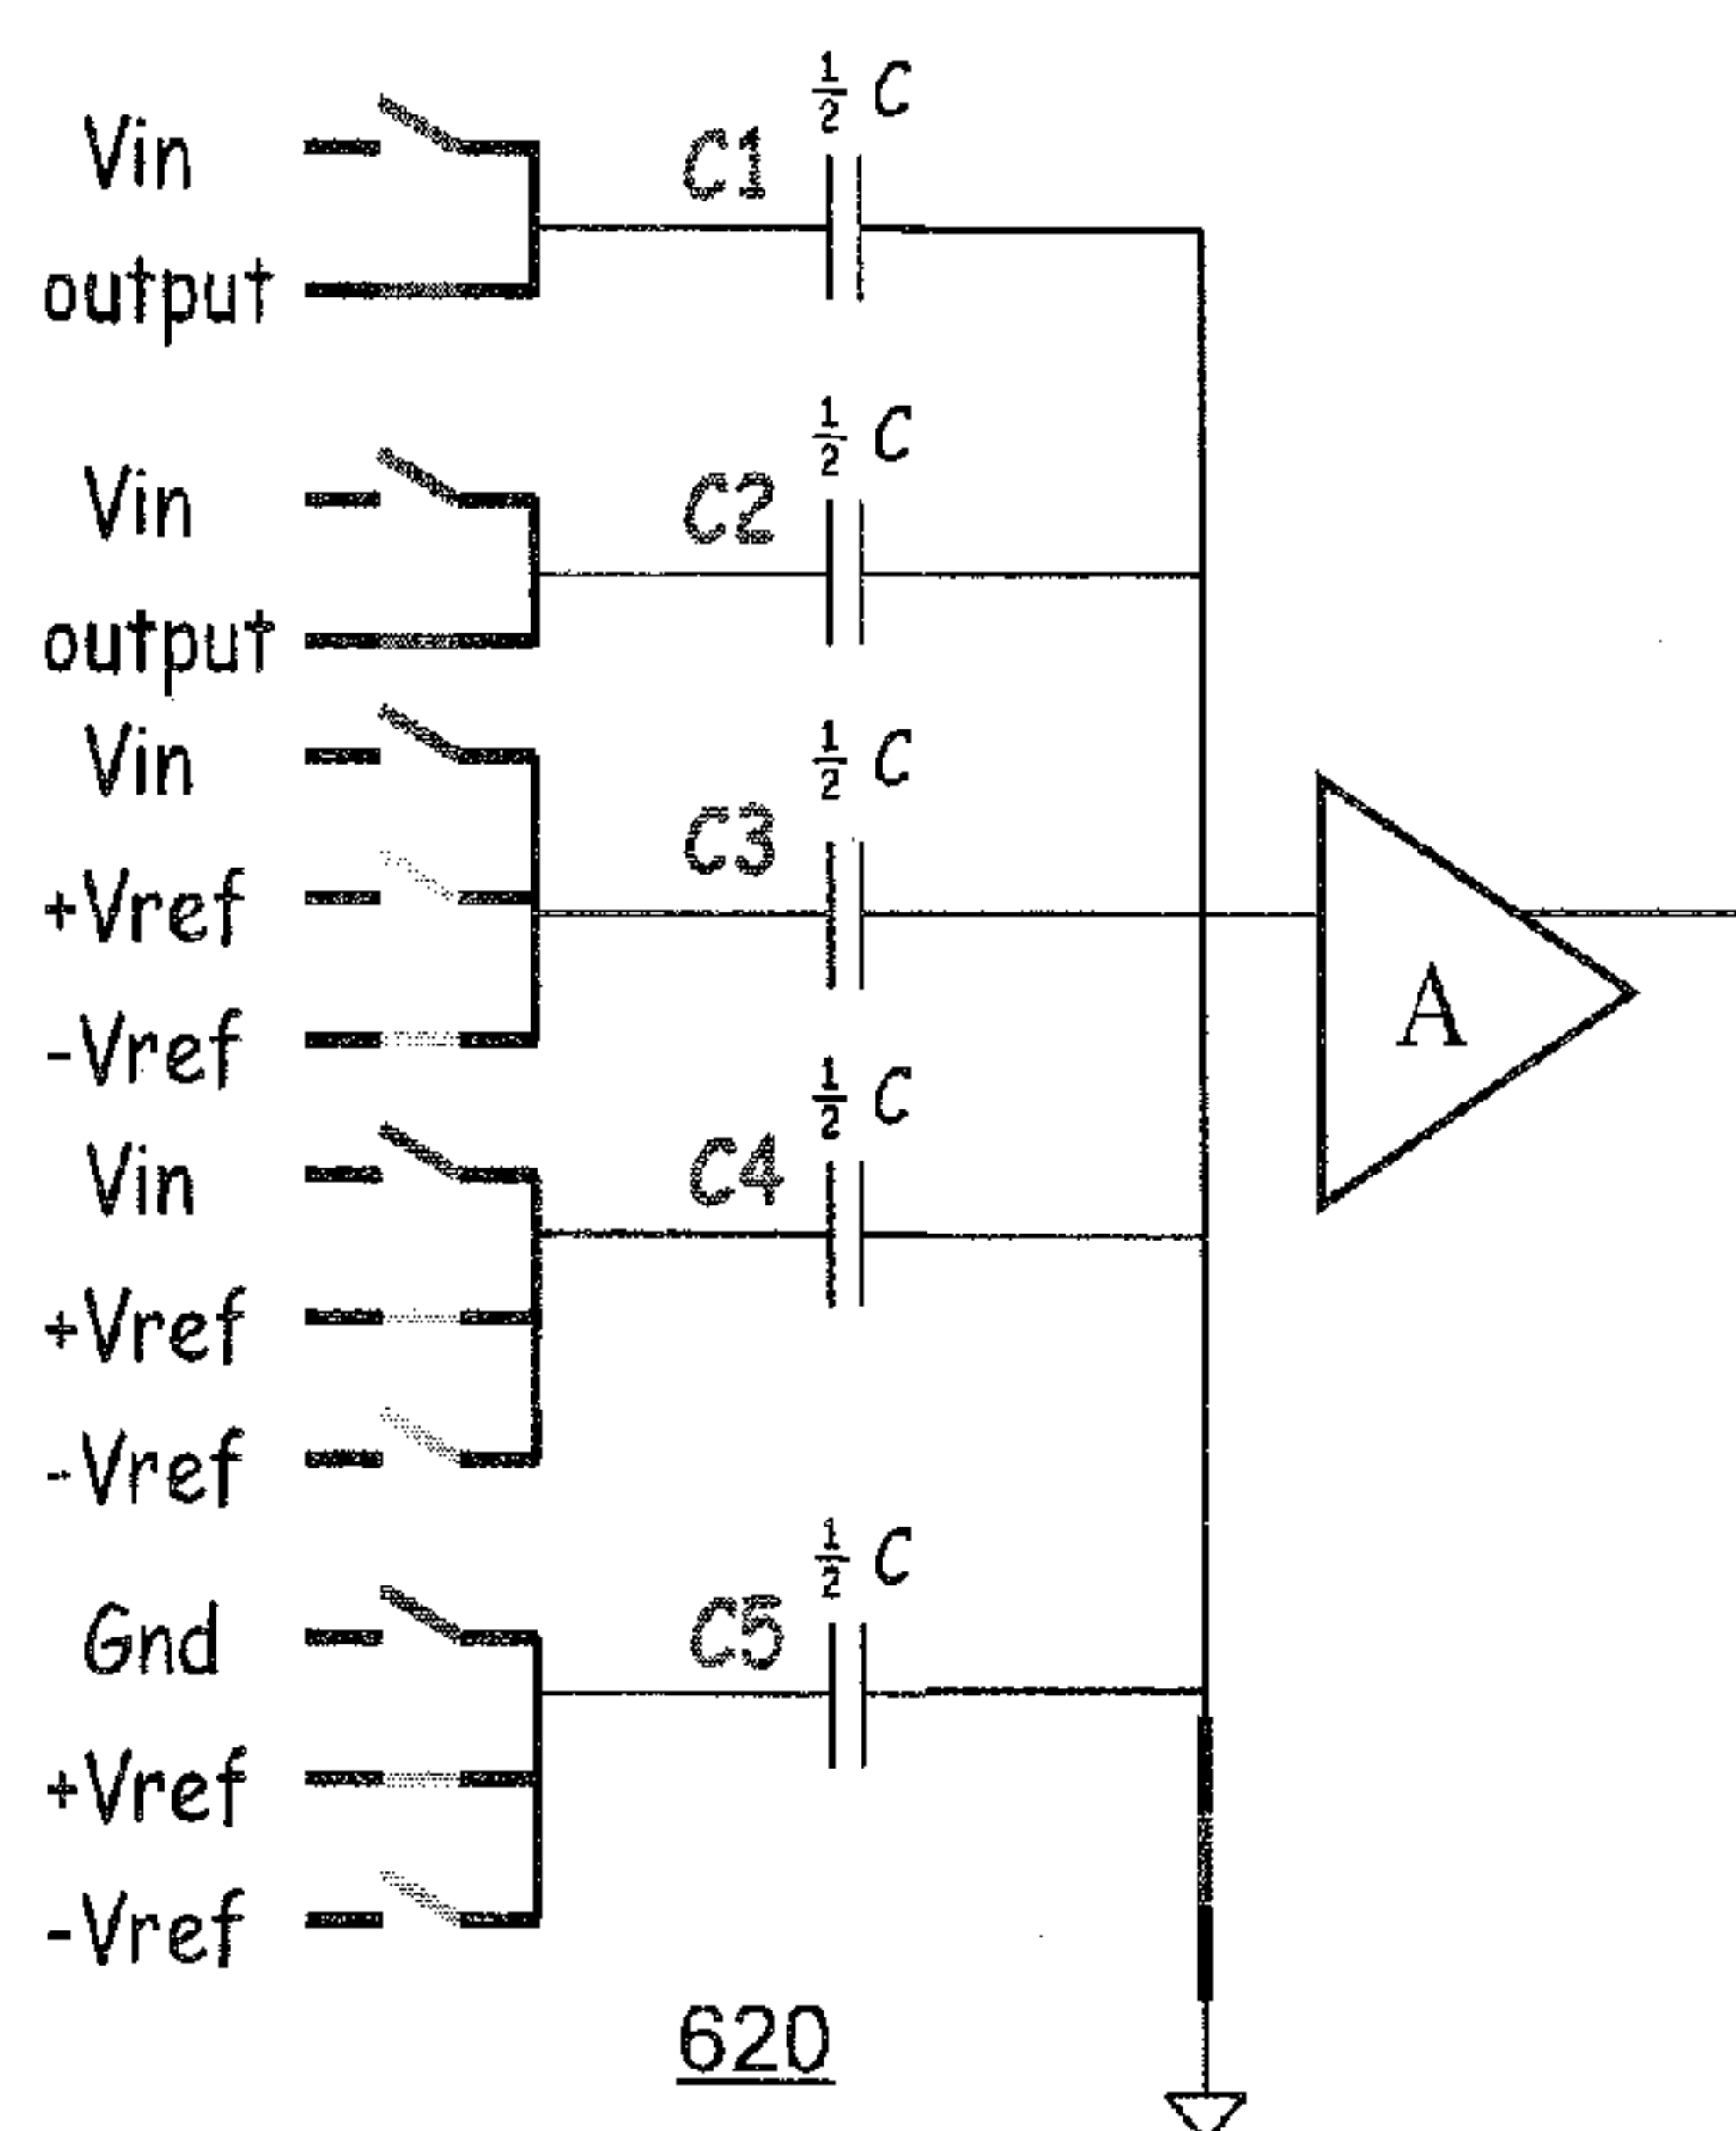 ½ C
Vin
C1
output
½ C
Vin
C2
output
½ C
Vin
C3
+Vref
A
-Vref
½ C
Vin
C4
+Vref
-Vref
½ C
Gnd
C5
+Vref
-Vref
620